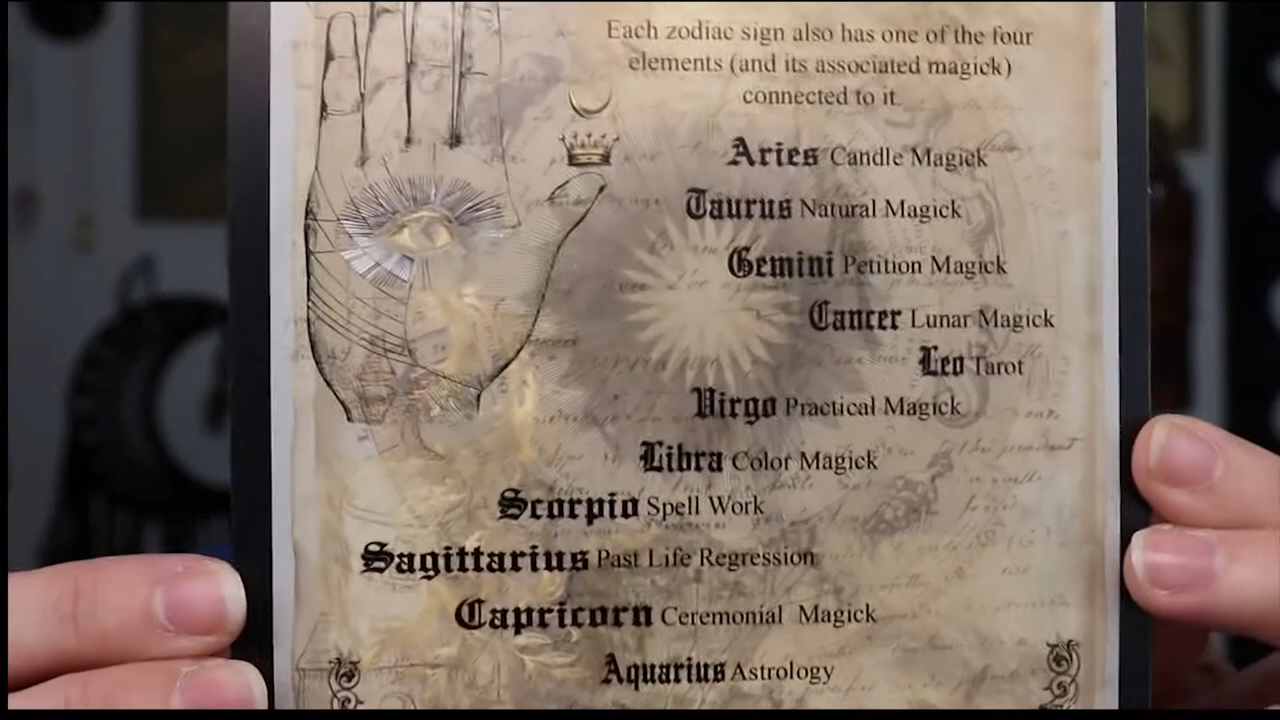 Each zodiac sign also has one of the four
elements (and its associated magick)
connected to it
Aries Candle Magick
Taurus Natural Magick
Gemini Petition Magick
Cancer Lunar Magick
Leo Tarot
Virgo Practical Magick
Libra Color Magick
Scorpio Spell Work
Sagittarius Past Life Regression
Capricorn Ceremonial Magick
Aquarius Astrology